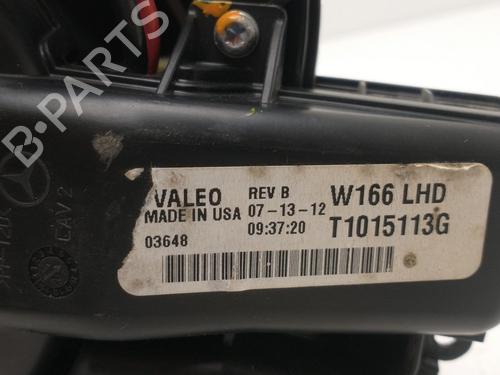 B-PARTS
VALEO REV B W166 LHD
MADE IN USA 07-13-12 T1015113G
03648 09:37:20
CAV 2